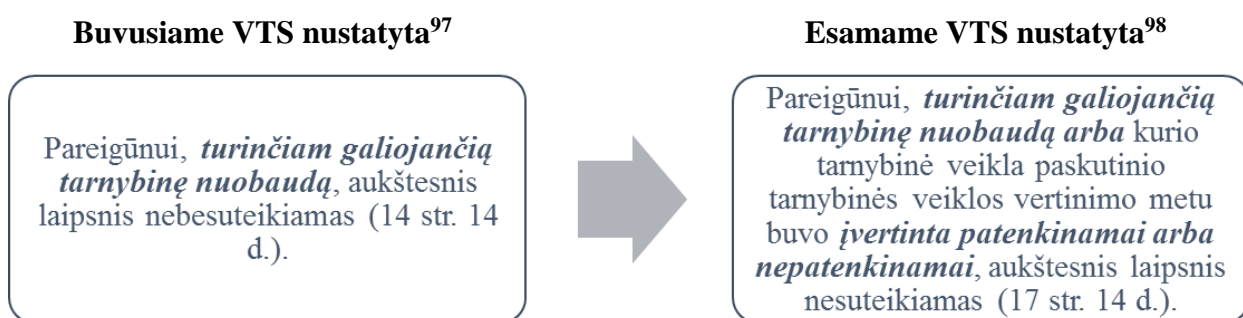 Buvusiame VTS nustatyta97
Pareigūnui, turinčiam galiojančią
tarnybinę nuobaudą, aukštesnis
laipsnis nebesuteikiamas (14 str. 14
d.).
Esamame VTS nustatyta98
Pareigūnui, turinčiam galiojančią
tarnybinę nuobaudą arba kurio
tarnybinė veikla paskutinio
tarnybinės veiklos vertinimo metu
buvo įvertinta patenkinamai arba
nepatenkinamai, aukštesnis laipsnis
nesuteikiamas (17 str. 14 d.).